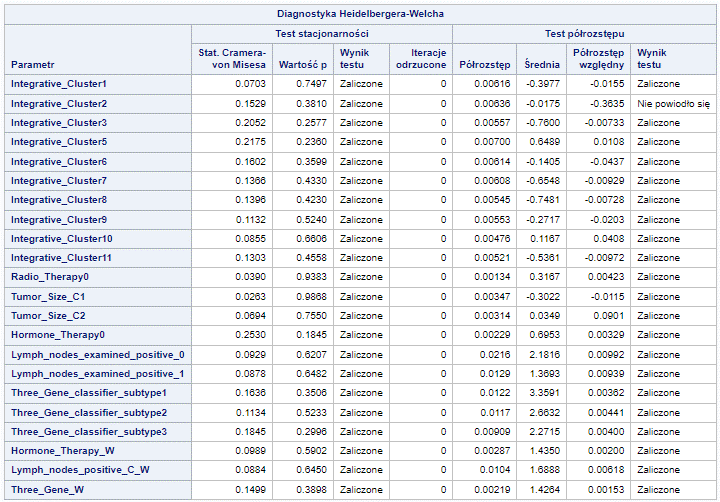 Diagnostyka Heidelbergera-Welcha
Test stacjonarności Test półrozstępu
Parametr Stat. Cramera-von Misesa Wartość p Wynik testu Iteracje odrzucone Półrozstęp Średnia Półrozstęp względny Wynik testu
Integrative_Cluster1 0.0703 0.7497 Zaliczone 0 0.00616 -0.3977 -0.0155 Zaliczone
Integrative_Cluster2 0.1529 0.3810 Zaliczone 0 0.00636 -0.0175 -0.3635 Nie powiodło się
Integrative_Cluster3 0.2052 0.2577 Zaliczone 0 0.00557 -0.7600 -0.00733 Zaliczone
Integrative_Cluster5 0.2175 0.2360 Zaliczone 0 0.00700 0.6489 0.0108 Zaliczone
Integrative_Cluster6 0.1602 0.3599 Zaliczone 0 0.00614 -0.1405 -0.0437 Zaliczone
Integrative_Cluster7 0.1366 0.4330 Zaliczone 0 0.00608 -0.6548 -0.00929 Zaliczone
Integrative_Cluster8 0.1396 0.4230 Zaliczone 0 0.00545 -0.7481 -0.00728 Zaliczone
Integrative_Cluster9 0.1132 0.5240 Zaliczone 0 0.00553 -0.2717 -0.0203 Zaliczone
Integrative_Cluster10 0.0855 0.6606 Zaliczone 0 0.00476 0.1167 0.0408 Zaliczone
Integrative_Cluster11 0.1303 0.4558 Zaliczone 0 0.00521 -0.5361 -0.00972 Zaliczone
Radio_Therapy0 0.0390 0.9383 Zaliczone 0 0.00134 0.3167 0.00423 Zaliczone
Tumor_Size_C1 0.0263 0.9868 Zaliczone 0 0.00347 -0.3022 -0.0115 Zaliczone
Tumor_Size_C2 0.0694 0.7550 Zaliczone 0 0.00314 0.0349 0.0901 Zaliczone
Hormone_Therapy0 0.2530 0.1845 Zaliczone 0 0.00229 0.6953 0.00329 Zaliczone
Lymph_nodes_examined_positive_0 0.0929 0.6207 Zaliczone 0 0.0216 2.1816 0.00992 Zaliczone
Lymph_nodes_examined_positive_1 0.0878 0.6482 Zaliczone 0 0.0129 1.3693 0.00939 Zaliczone
Three_Gene_classifier_subtype1 0.1636 0.3506 Zaliczone 0 0.0122 3.3591 0.00362 Zaliczone
Three_Gene_classifier_subtype2 0.1134 0.5233 Zaliczone 0 0.0117 2.6632 0.00441 Zaliczone
Three_Gene_classifier_subtype3 0.1845 0.2996 Zaliczone 0 0.00909 2.2715 0.00400 Zaliczone
Hormone_Therapy_W 0.0989 0.5902 Zaliczone 0 0.00287 1.4350 0.00200 Zaliczone
Lymph_nodes_positive_C_W 0.0884 0.6450 Zaliczone 0 0.0104 1.6888 0.00618 Zaliczone
Three_Gene_W 0.1499 0.3898 Zaliczone 0 0.00219 1.4264 0.00153 Zaliczone